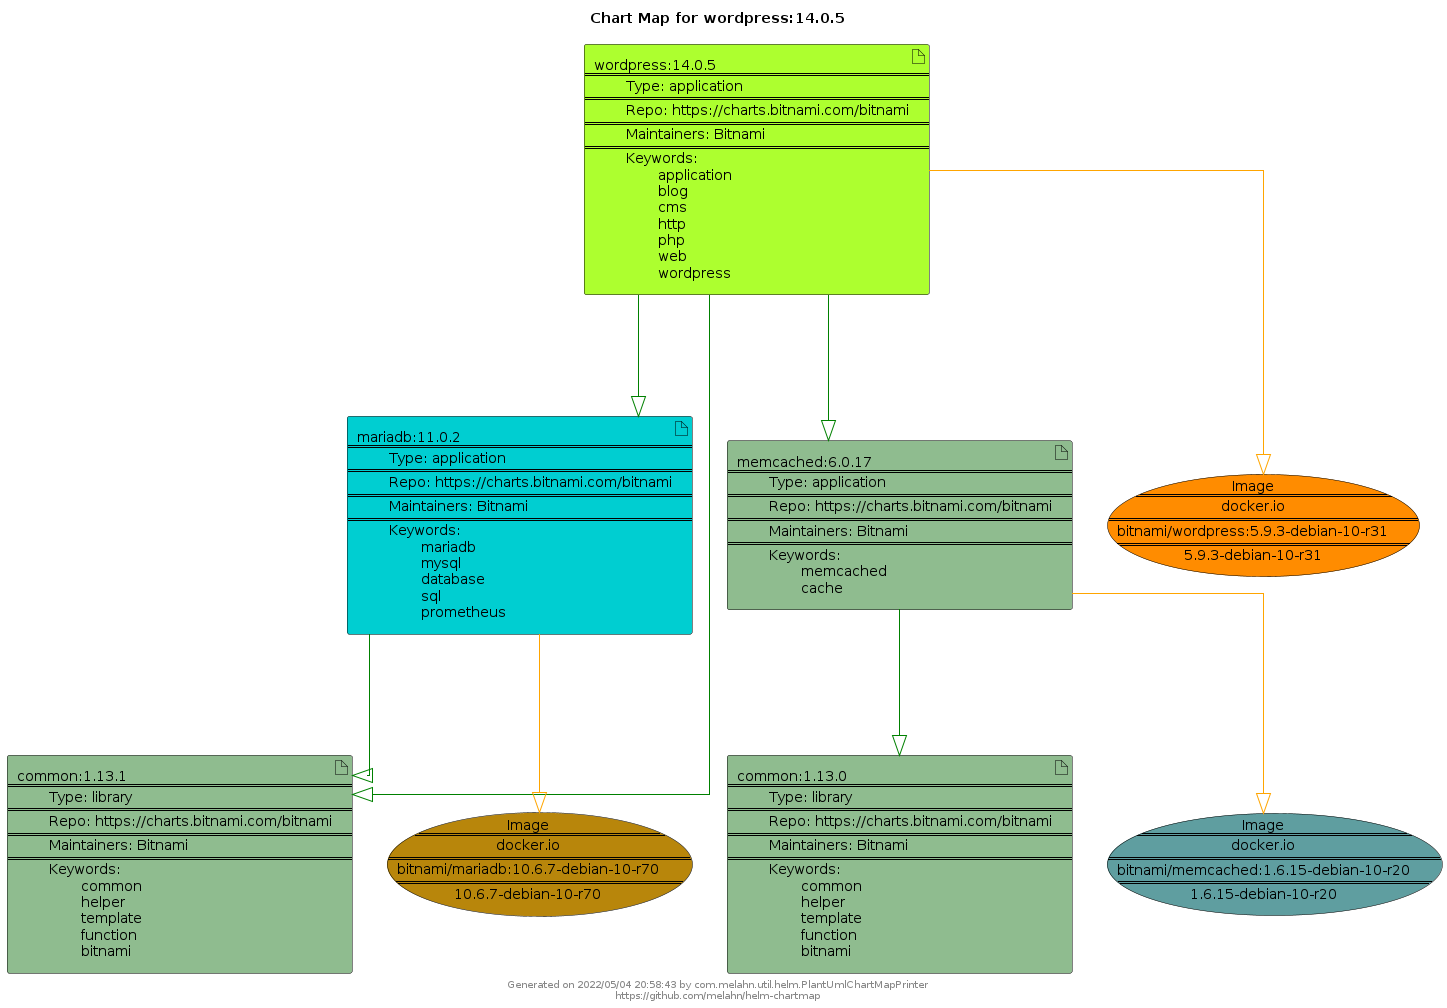 Chart Map for wordpress:14.0.5
wordpress:14.0.5
Type: application
Repo: https://charts.bitnami.com/bitnami
Maintainers: Bitnami
Keywords:
application
blog
cms
http
php
web
wordpress
mariadb:11.0.2
Type: application
Repo: https://charts.bitnami.com/bitnami
Maintainers: Bitnami
Keywords:
mariadb
mysql
database
sql
prometheus
memcached:6.0.17
Type: application
Repo: https://charts.bitnami.com/bitnami
Maintainers: Bitnami
Keywords:
memcached
cache
Image
docker.io
bitnami/wordpress:5.9.3-debian-10-r31
5.9.3-debian-10-r31
common:1.13.1
Type: library
Repo: https://charts.bitnami.com/bitnami
Maintainers: Bitnami
Keywords:
common
helper
template
function
bitnami
Image
docker.io
bitnami/mariadb:10.6.7-debian-10-r70
10.6.7-debian-10-r70
common:1.13.0
Type: library
Repo: https://charts.bitnami.com/bitnami
Maintainers: Bitnami
Keywords:
common
helper
template
function
bitnami
Image
docker.io
bitnami/memcached:1.6.15-debian-10-r20
1.6.15-debian-10-r20
Generated on 2022/05/04 20:58:43 by com.melahn.util.helm.PlantUmlChartMapPrinter
https://github.com/melahn/helm-chartmap